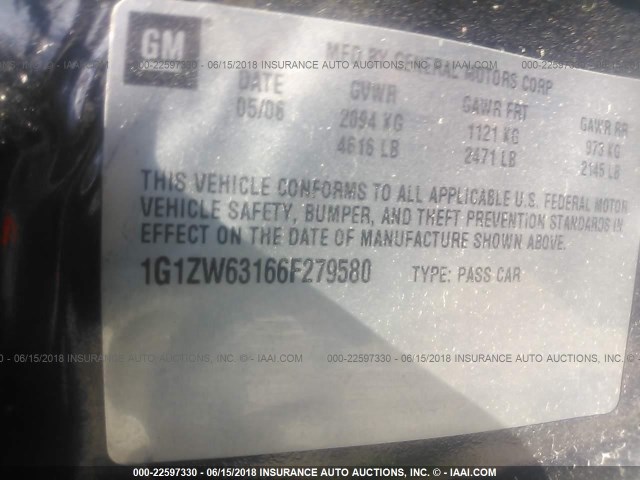 GM
MFD BY GENERAL MOTORS CORP
DATE GVWR GAWR FRT GAWR RR
05/06 2094 KG 1121 KG 973 KG
4616 LB 2471 LB 2145 LB
THIS VEHICLE CONFORMS TO ALL APPLICABLE U.S. FEDERAL MOTOR
VEHICLE SAFETY, BUMPER, AND THEFT PREVENTION STANDARDS IN
EFFECT ON THE DATE OF MANUFACTURE SHOWN ABOVE.
1G1ZW63166F279580 TYPE: PASS CAR
000-22597330 - 06/15/2018 INSURANCE AUTO AUCTIONS, INC. - © - IAAI.COM